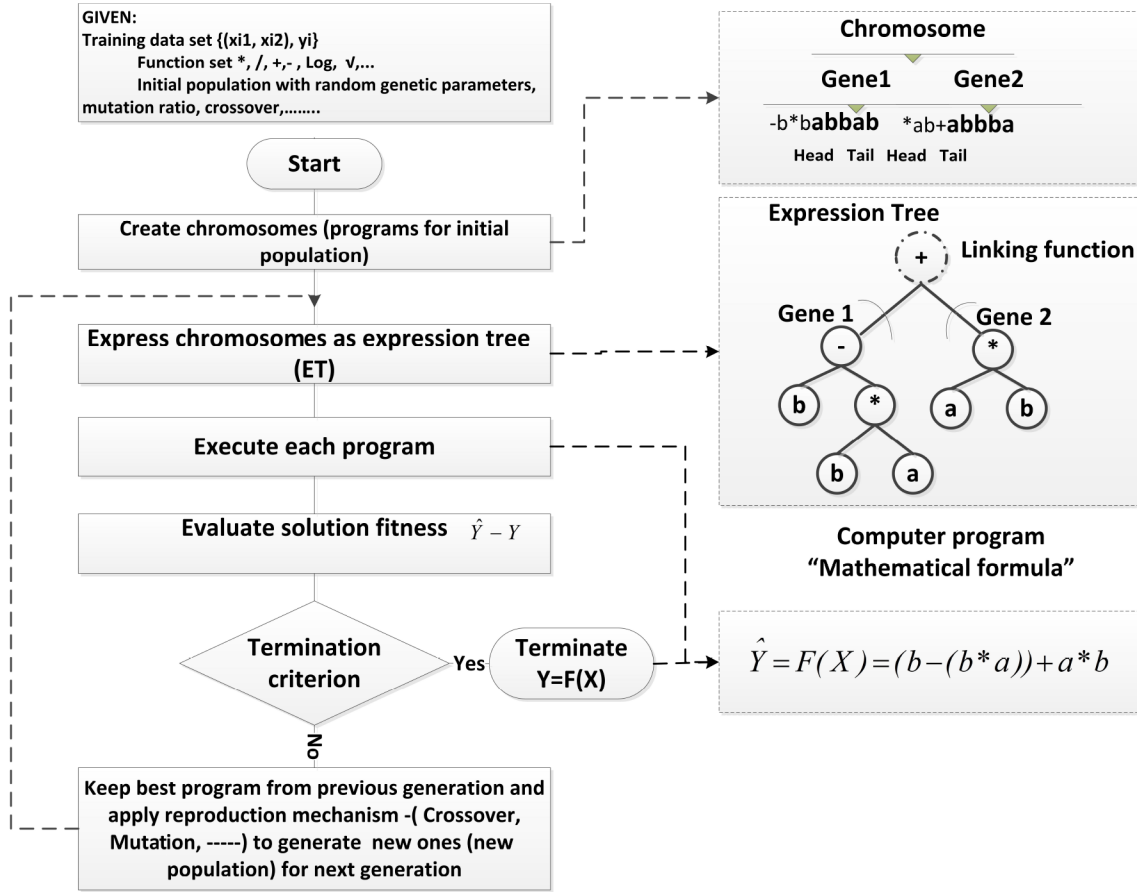 GIVEN:
Training data set {(xi1, xi2), yi}
Function set *, /, +,- , Log, √,...
Initial population with random genetic parameters,
mutation ratio, crossover,........
Start
Create chromosomes (programs for initial
population)
Express chromosomes as expression tree
(ET)
Execute each program
Evaluate solution fitness Ŷ – Y
Termination
criterion
Yes
Terminate
Y=F(X)
No
Keep best program from previous generation and
apply reproduction mechanism -( Crossover,
Mutation, -----) to generate new ones (new
population) for next generation
Chromosome
Gene1 Gene2
-b*babbab *ab+abbba
Head Tail Head Tail
Expression Tree
+
Linking function
Gene 1
Gene 2
- *
b * a b
b a
Computer program
“Mathematical formula”
Ŷ = F(X) = (b-(b*a))+a*b